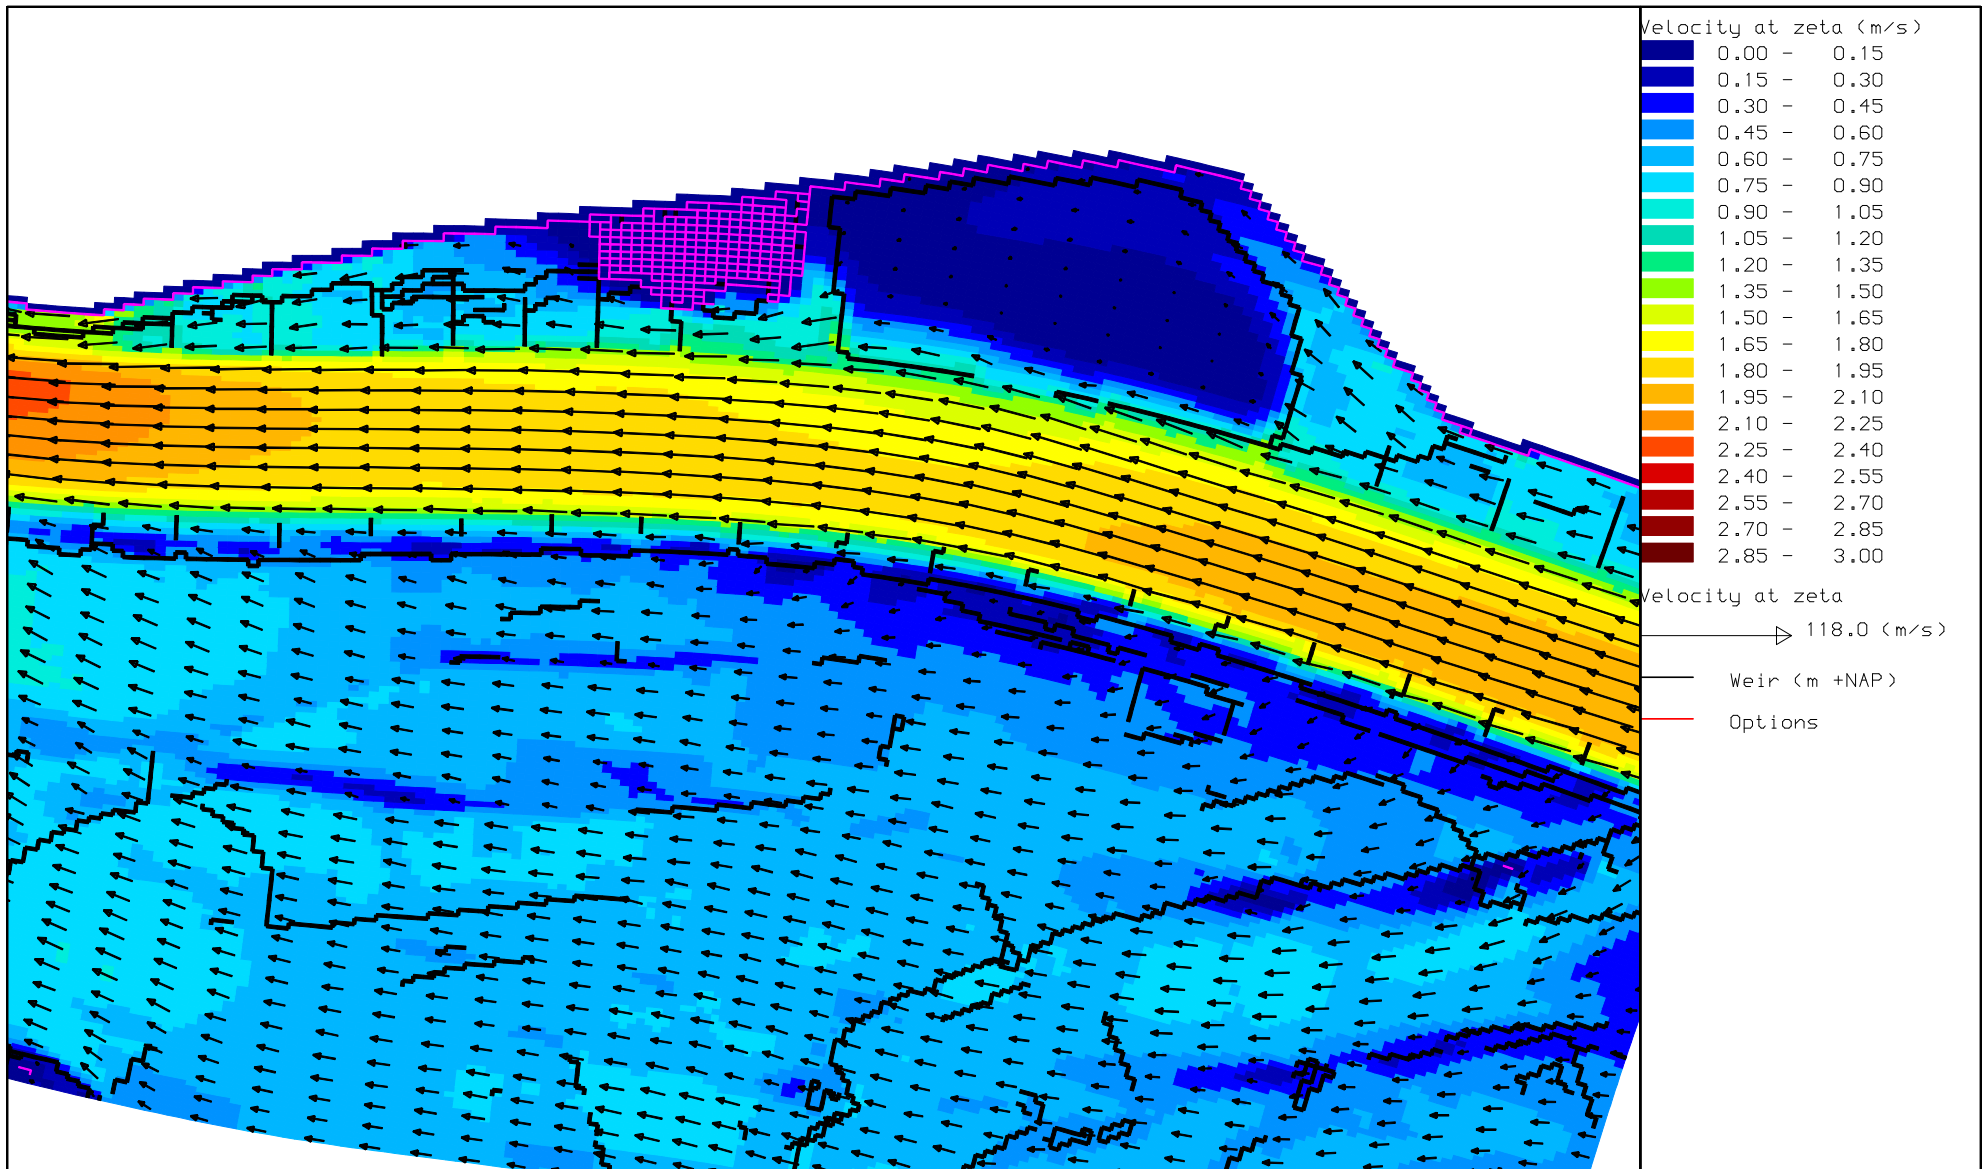 Velocity at zeta (m/s)
0.00 - 0.15
0.15 - 0.30
0.30 - 0.45
0.45 - 0.60
0.60 - 0.75
0.75 - 0.90
0.90 - 1.05
1.05 - 1.20
1.20 - 1.35
1.35 - 1.50
1.50 - 1.65
1.65 - 1.80
1.80 - 1.95
1.95 - 2.10
2.10 - 2.25
2.25 - 2.40
2.40 - 2.55
2.55 - 2.70
2.70 - 2.85
2.85 - 3.00
Velocity at zeta
118.0 (m/s)
Weir (m +NAP)
Options